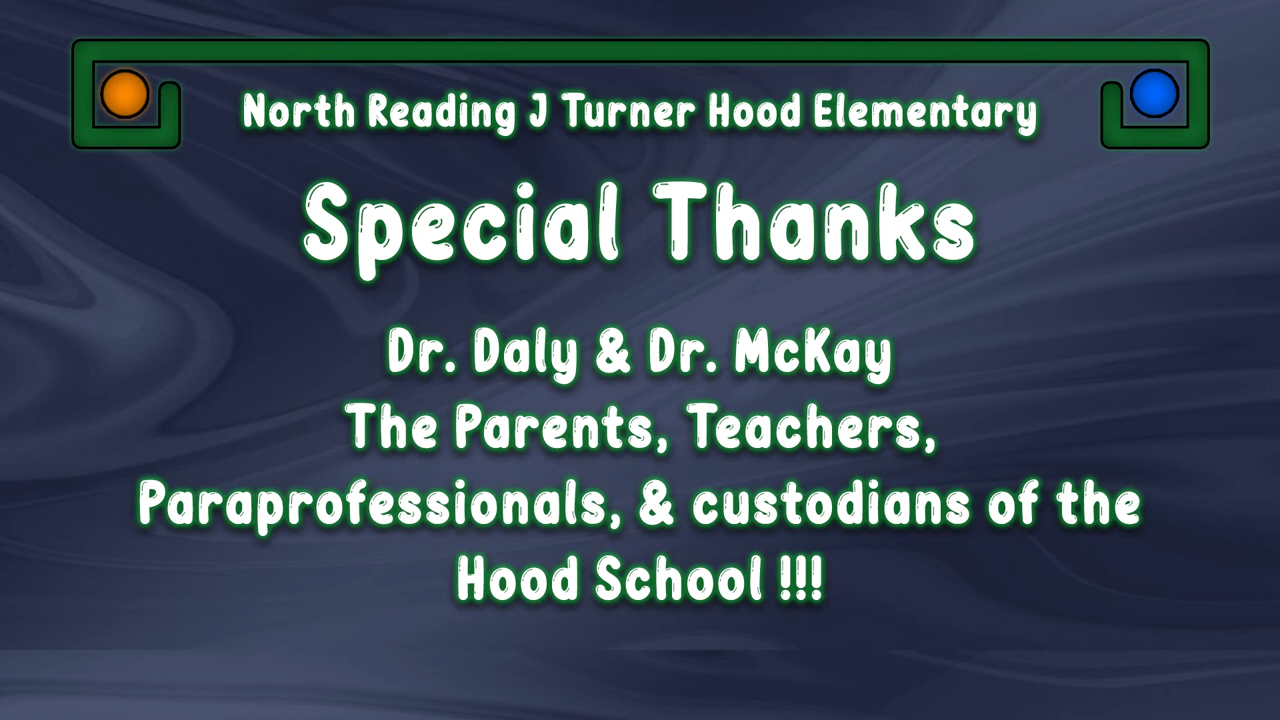 North Reading J Turner Hood Elementary
Special Thanks
Dr. Daly & Dr. McKay
The Parents, Teachers,
Paraprofessionals, & custodians of the
Hood School !!!